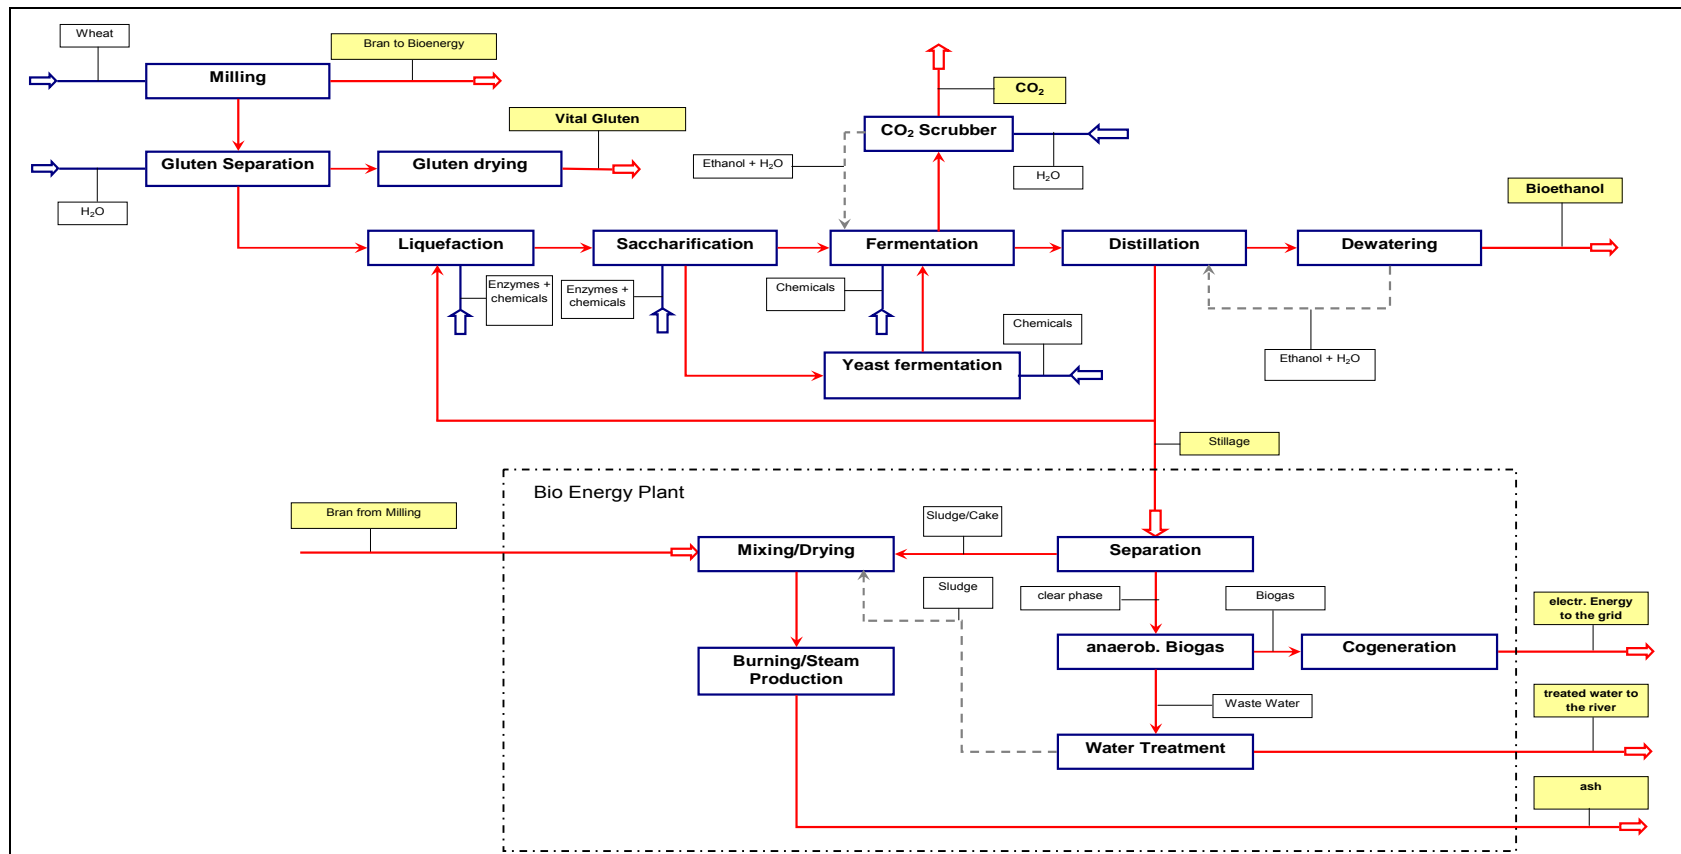 Wheat
Bran to Bioenergy
Milling
CO₂
Vital Gluten
CO₂ Scrubber
Gluten Separation
Gluten drying
Ethanol + H₂O
H₂O
H₂O
Bioethanol
Liquefaction
Saccharification
Fermentation
Distillation
Dewatering
Enzymes +
chemicals
Enzymes +
chemicals
Chemicals
Chemicals
Yeast fermentation
Ethanol + H₂O
Stillage
Bio Energy Plant
Bran from Milling
Sludge/Cake
Mixing/Drying
Separation
Sludge
clear phase
Biogas
electr. Energy
to the grid
anaerob. Biogas
Cogeneration
Burning/Steam
Production
Waste Water
treated water to
the river
Water Treatment
ash